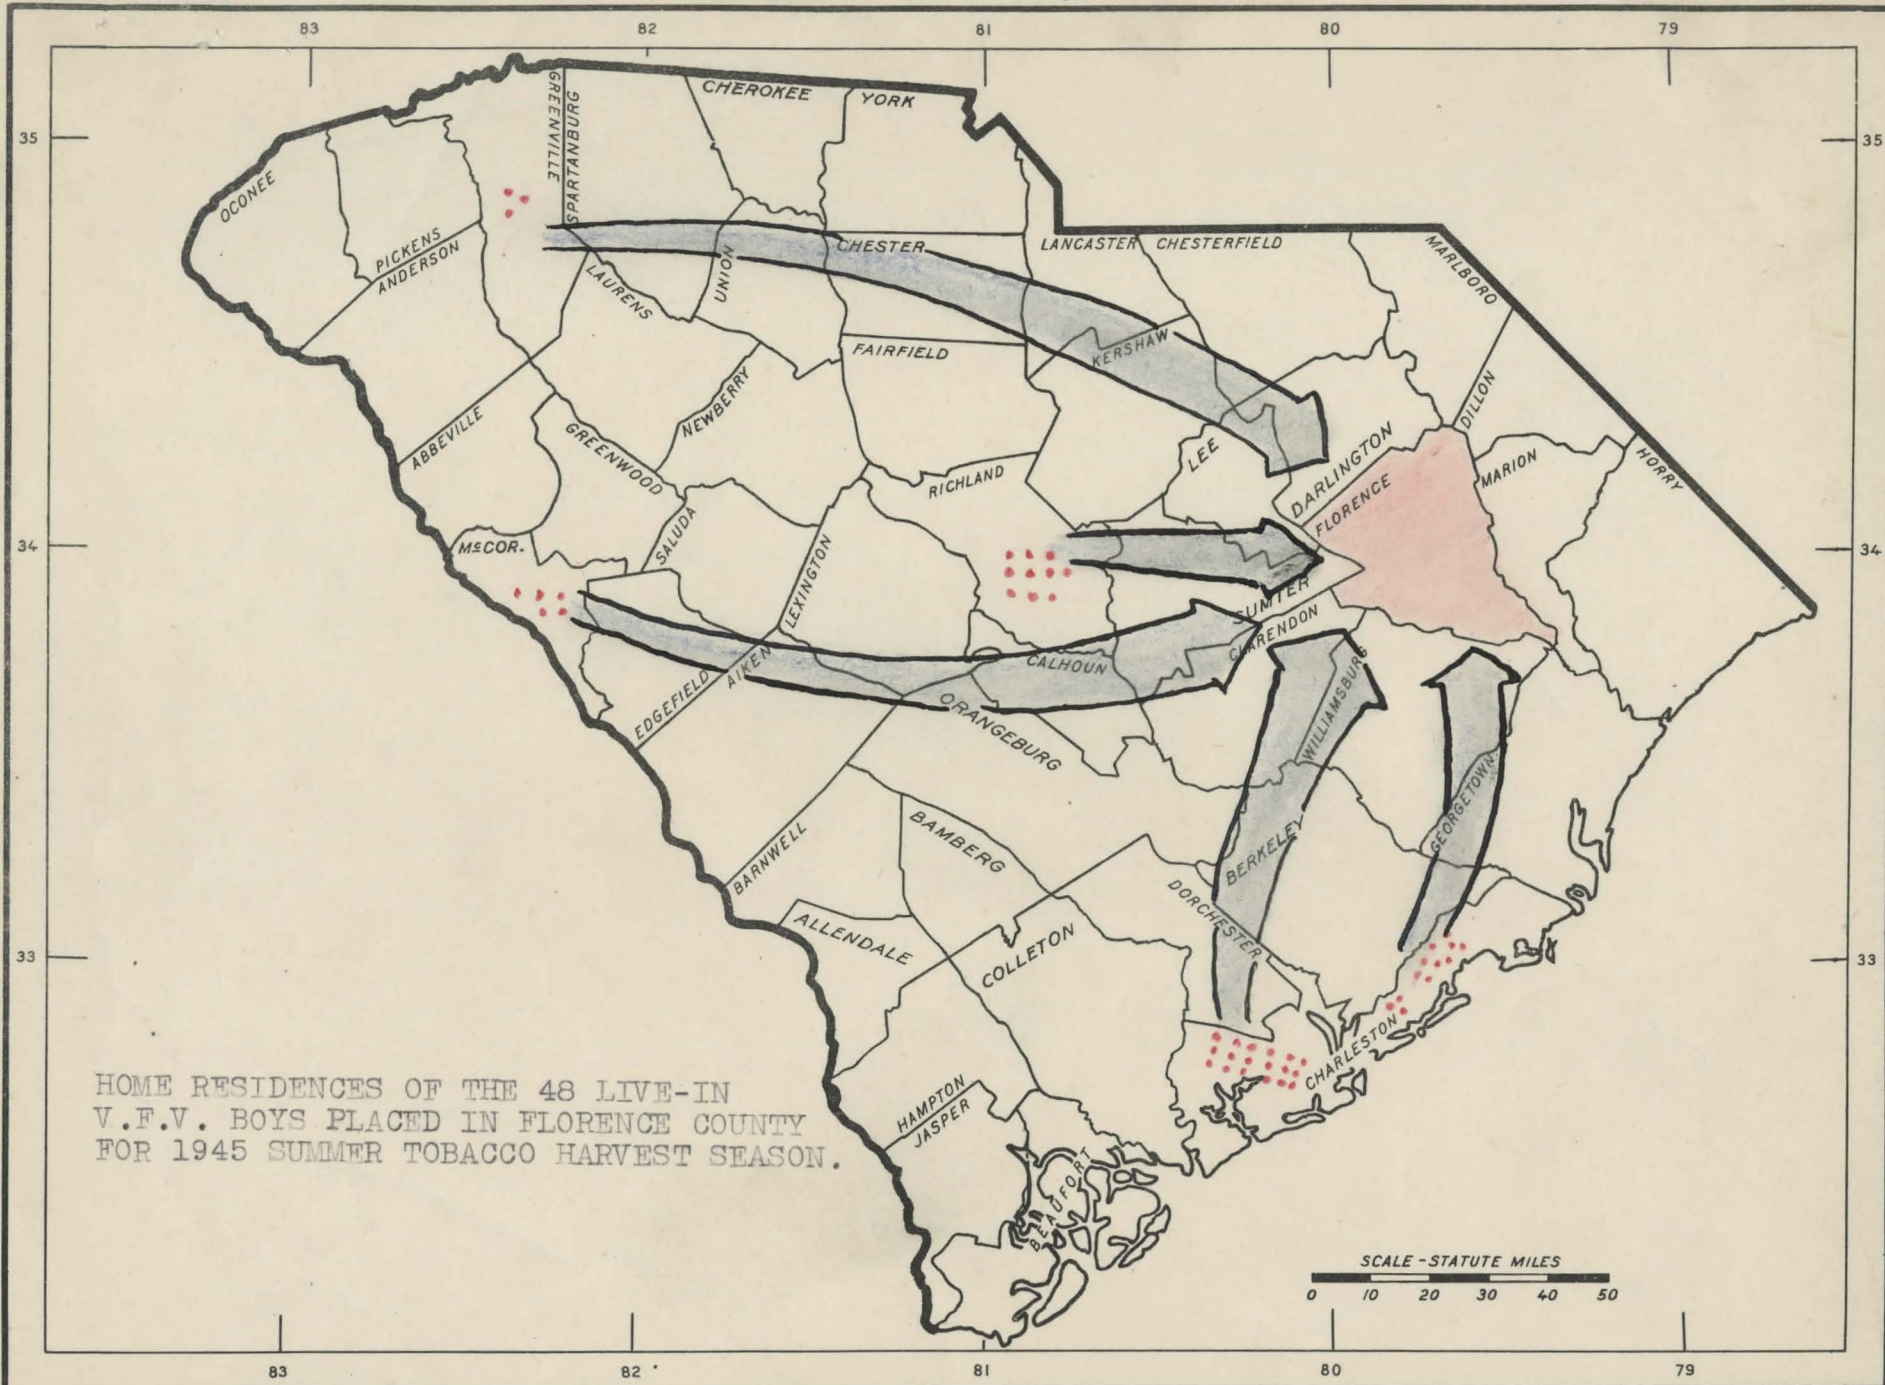 83 82 81 80 79
CHEROKEE
YORK
GREENVILLE
SPARTANBURG
35 35
OCONEE
PICKENS
ANDERSON
UNION
CHESTER
LANCASTER
CHESTERFIELD
MARLBORO
LAURENS
FAIRFIELD
KERSHAW
DILLON
ABBEVILLE
NEWBERRY
GREENWOOD
LEE
DARLINGTON
FLORENCE
MARION
HORRY
RICHLAND
SALUDA
34 34
McCOR.
LEXINGTON
SUMTER
CLARENDON
CALHOUN
AIKEN
EDGEFIELD
ORANGEBURG
WILLIAMSBURG
GEORGETOWN
BARNWELL
BAMBERG
BERKELEY
DORCHESTER
ALLENDALE
COLLETON
33 33
CHARLESTON
HAMPTON
JASPER
BEAUFORT
HOME RESIDENCES OF THE 48 LIVE-IN
V.F.V. BOYS PLACED IN FLORENCE COUNTY
FOR 1945 SUMMER TOBACCO HARVEST SEASON.
SCALE - STATUTE MILES
0 10 20 30 40 50
83 82 81 80 79